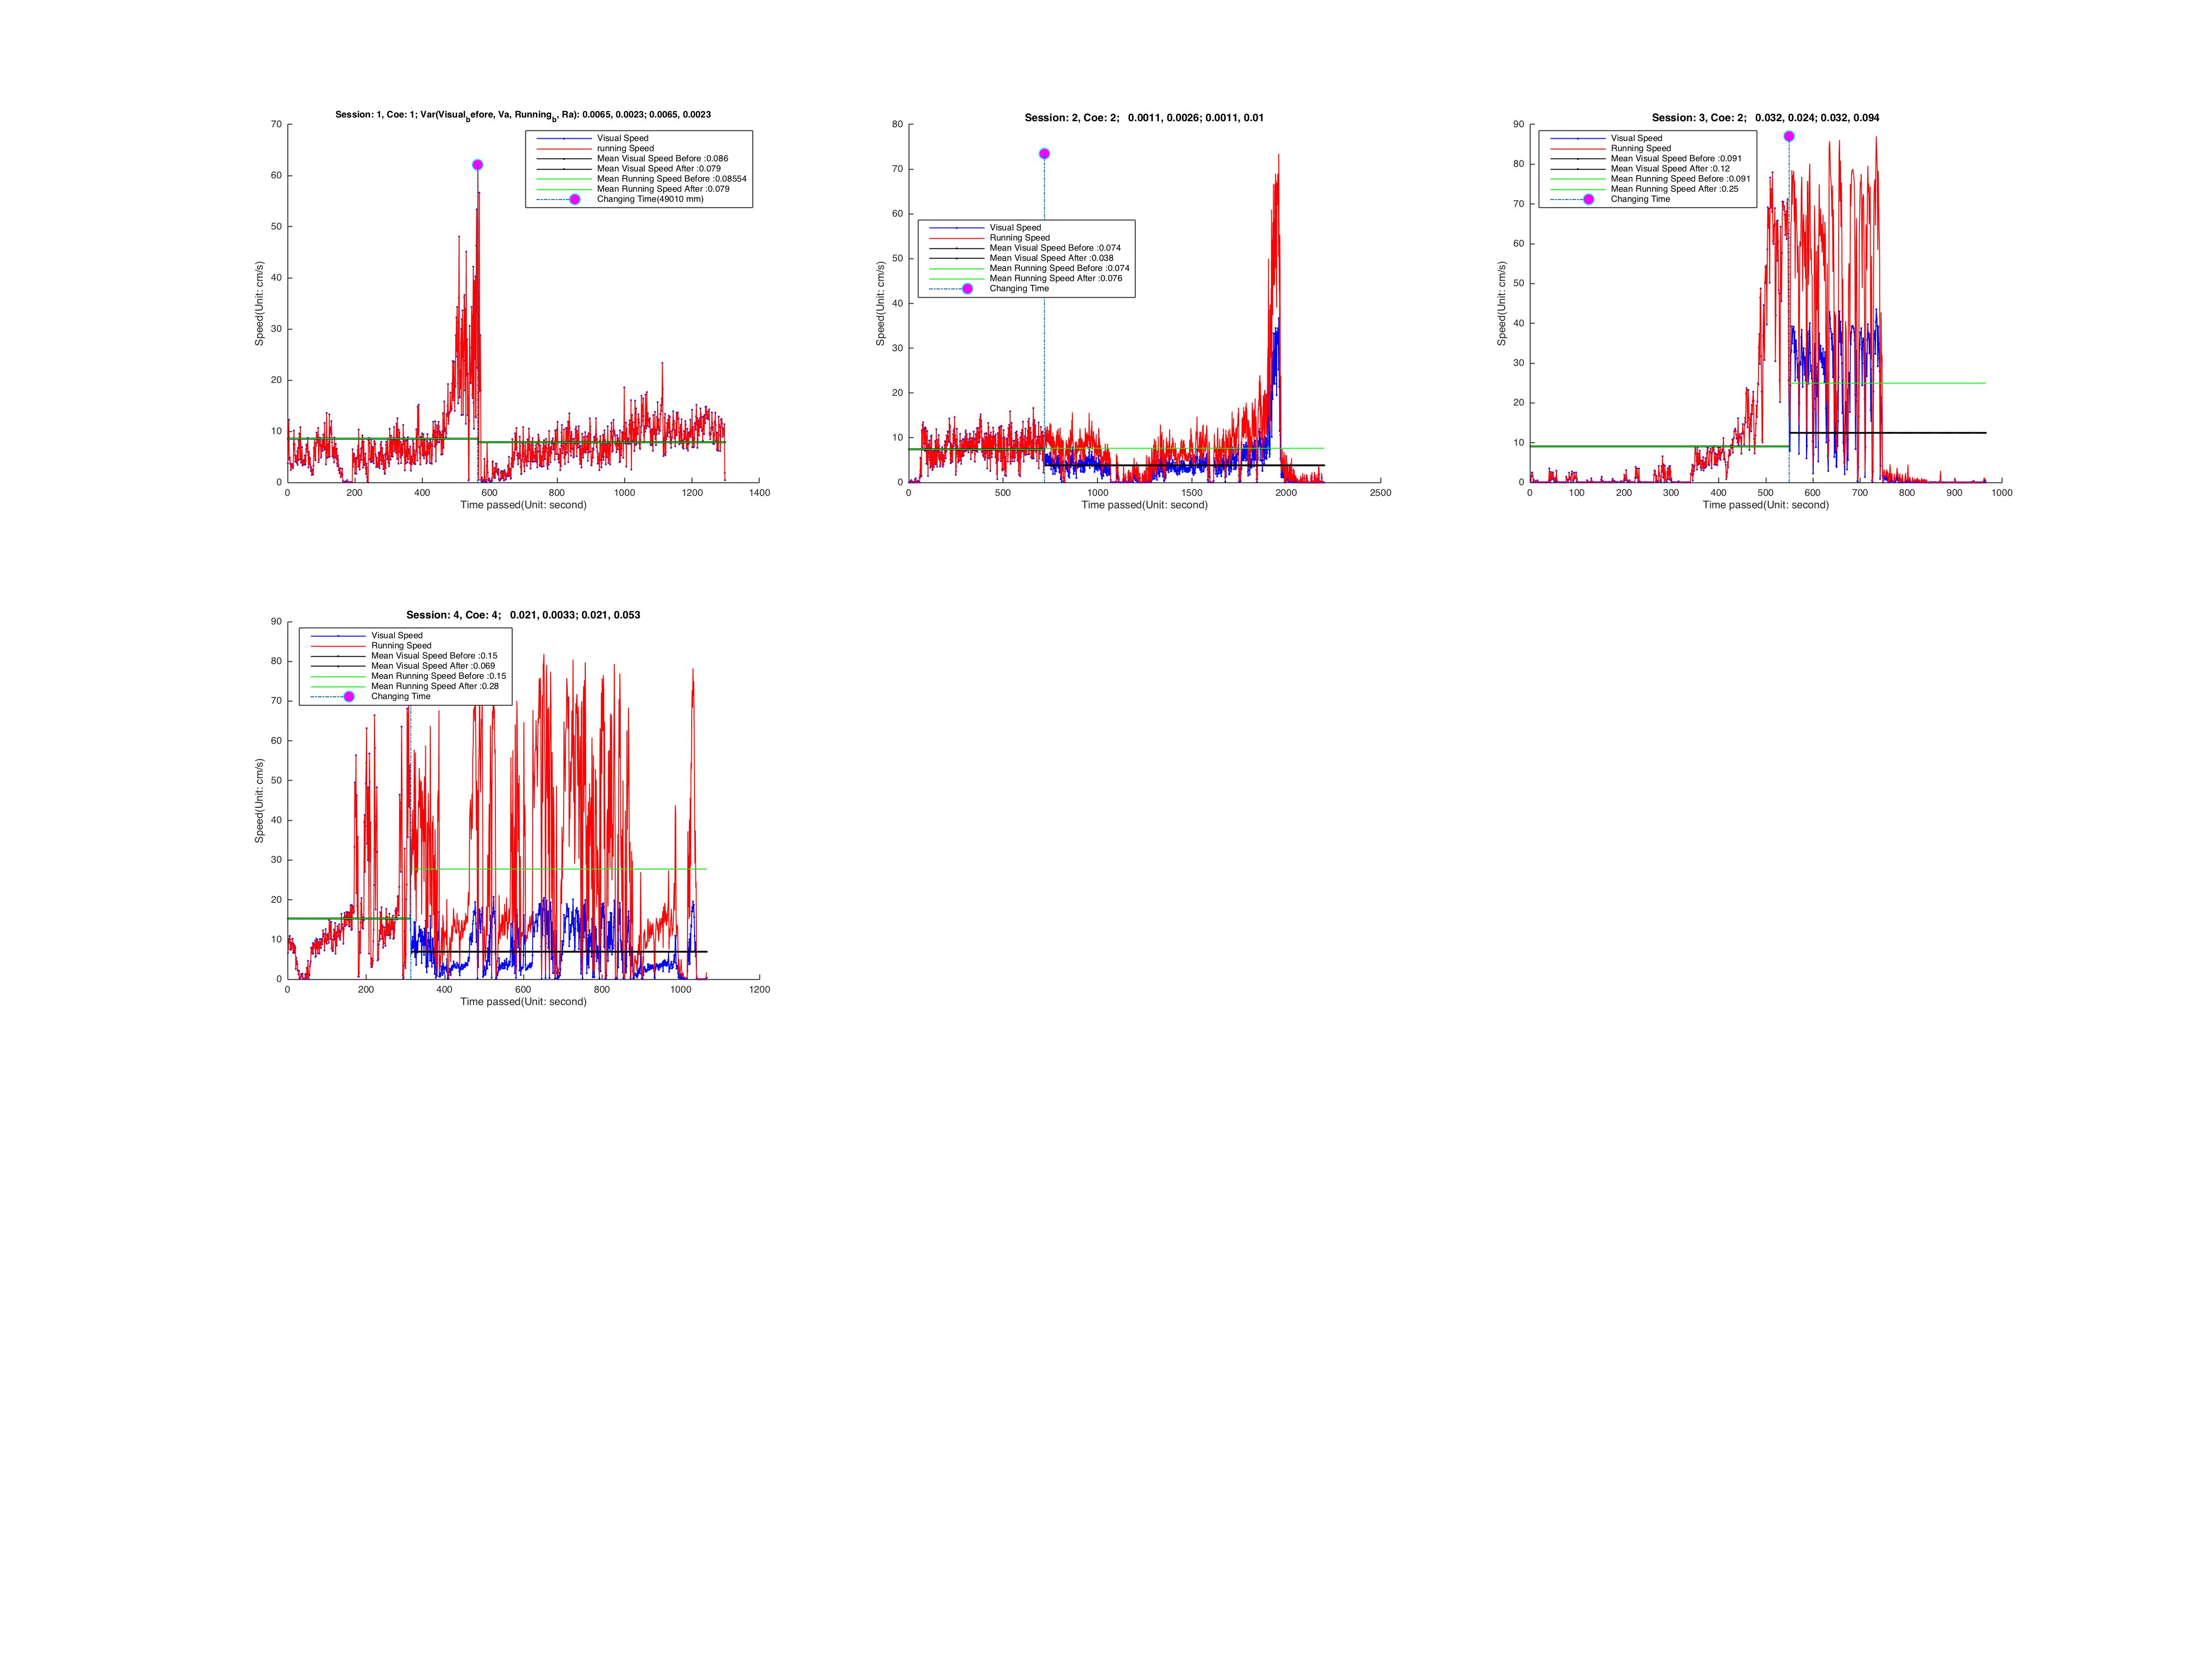 Session: 1, Coe: 1; Var(Visual_before, Va, Running_b, Ra): 0.0065, 0.0023; 0.0065, 0.0023
70
60
50
40
30
20
10
0
Speed(Unit: cm/s)
Visual Speed
running Speed
Mean Visual Speed Before :0.086
Mean Visual Speed After :0.079
Mean Running Speed Before :0.08554
Mean Running Speed After :0.079
Changing Time(49010 mm)
0 200 400 600 800 1000 1200 1400
Time passed(Unit: second)
Session: 2, Coe: 2; 0.0011, 0.0026; 0.0011, 0.01
80
70
60
50
40
30
20
10
0
Speed(Unit: cm/s)
Visual Speed
Running Speed
Mean Visual Speed Before :0.074
Mean Visual Speed After :0.038
Mean Running Speed Before :0.074
Mean Running Speed After :0.076
Changing Time
0 500 1000 1500 2000 2500
Time passed(Unit: second)
Session: 3, Coe: 2; 0.032, 0.024; 0.032, 0.094
90
80
70
60
50
40
30
20
10
0
Speed(Unit: cm/s)
Visual Speed
Running Speed
Mean Visual Speed Before :0.091
Mean Visual Speed After :0.12
Mean Running Speed Before :0.091
Mean Running Speed After :0.25
Changing Time
0 100 200 300 400 500 600 700 800 900 1000
Time passed(Unit: second)
Session: 4, Coe: 4; 0.021, 0.0033; 0.021, 0.053
90
80
70
60
50
40
30
20
10
0
Speed(Unit: cm/s)
Visual Speed
Running Speed
Mean Visual Speed Before :0.15
Mean Visual Speed After :0.069
Mean Running Speed Before :0.15
Mean Running Speed After :0.28
Changing Time
0 200 400 600 800 1000 1200
Time passed(Unit: second)